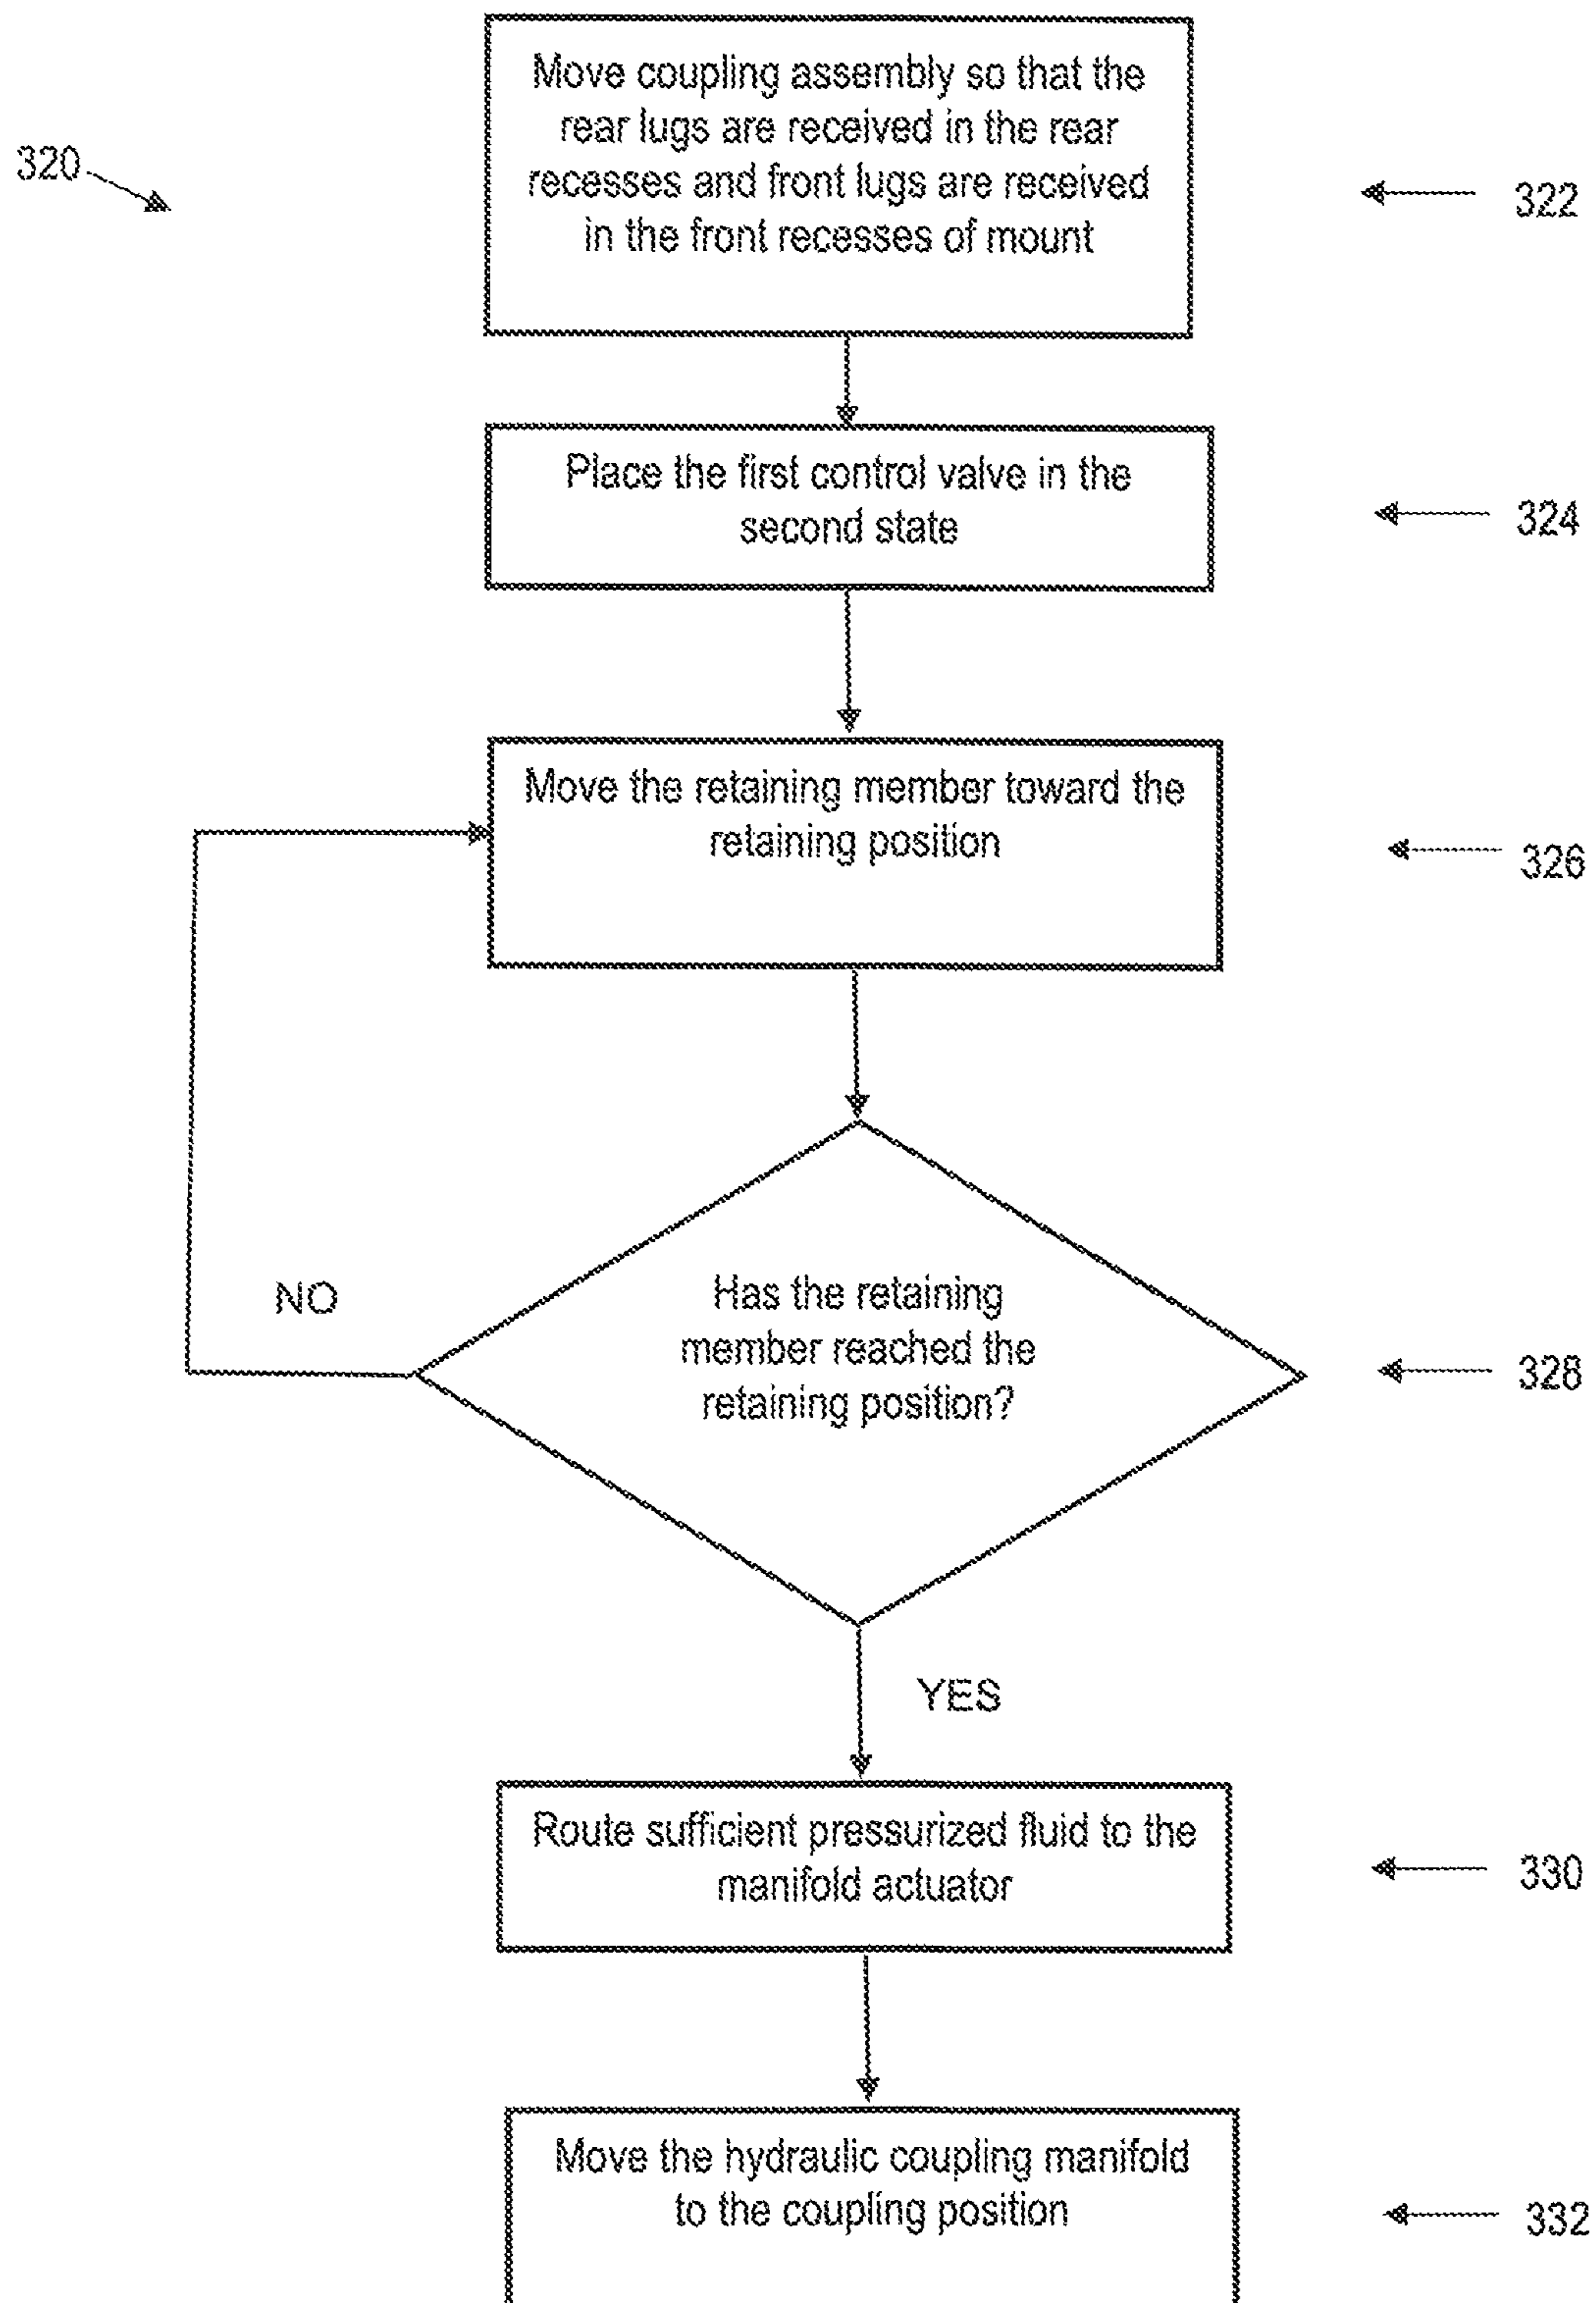 320
Move coupling assembly so that the
rear lugs are received in the rear
recesses and front lugs are received
in the front recesses of mount
322
Place the first control valve in the
second state
324
Move the retaining member toward the
retaining position
326
NO
Has the retaining
member reached the
retaining position?
328
YES
Route sufficient pressurized fluid to the
manifold actuator
330
Move the hydraulic coupling manifold
to the coupling position
332